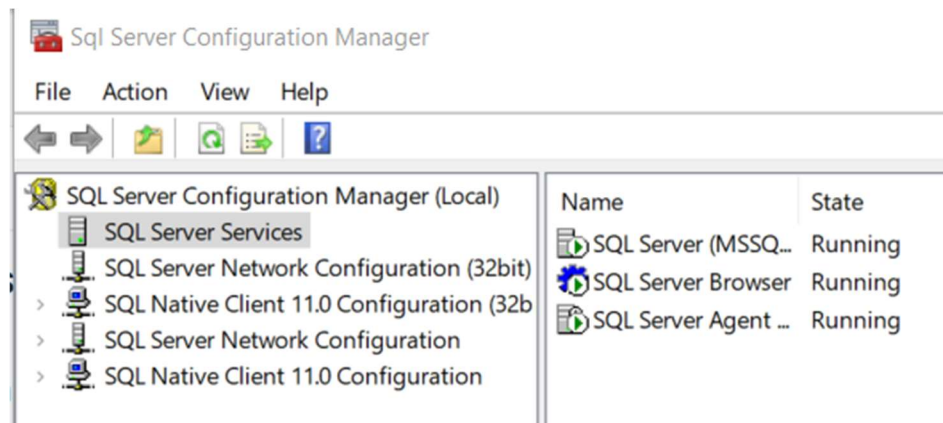 Sql Server Configuration Manager
File Action View Help
SQL Server Configuration Manager (Local)
SQL Server Services
SQL Server Network Configuration (32bit)
SQL Native Client 11.0 Configuration (32b
SQL Server Network Configuration
SQL Native Client 11.0 Configuration
Name State
SQL Server (MSSQ... Running
SQL Server Browser Running
SQL Server Agent ... Running